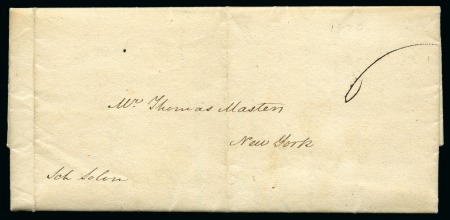 Mr. Thomas Masters
New York
Sch Solon